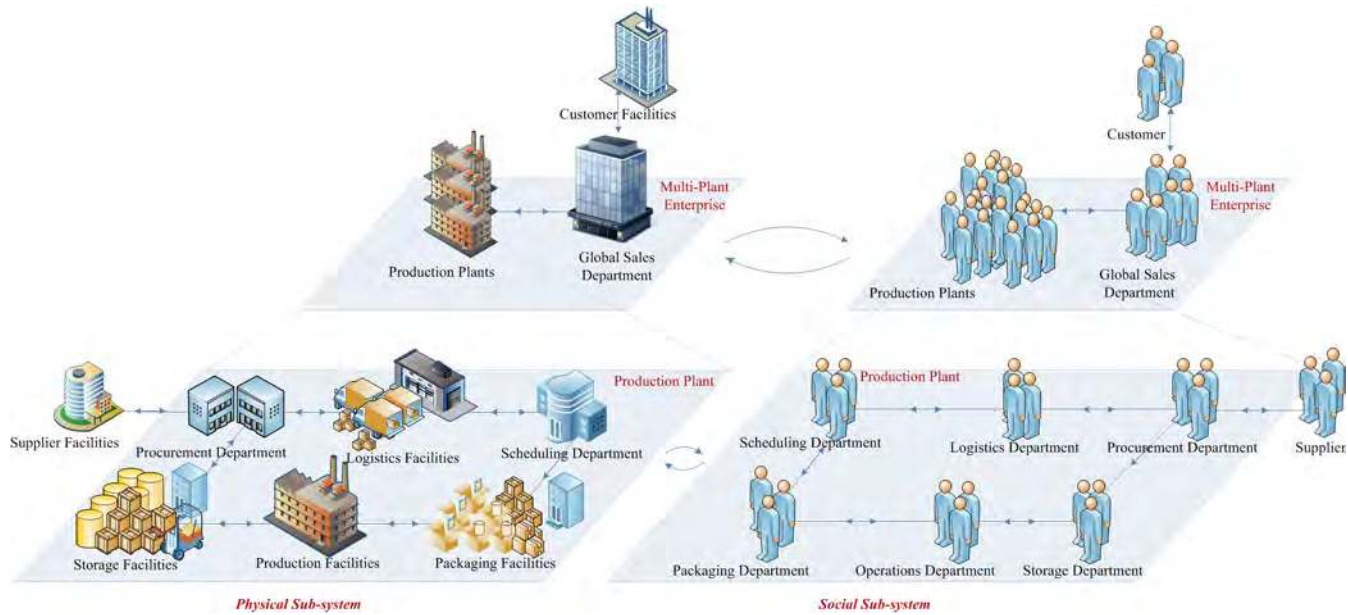 Customer Facilities
Customer
Multi-Plant
Enterprise
Multi-Plant
Enterprise
Production Plants
Global Sales
Department
Production Plants
Global Sales
Department
Production Plant
Production Plant
Supplier Facilities
Procurement Department
Logistics Facilities
Scheduling Department
Scheduling Department
Logistics Department
Procurement Department
Supplier
Storage Facilities
Production Facilities
Packaging Facilities
Packaging Department
Operations Department
Storage Department
Physical Sub-system
Social Sub-system